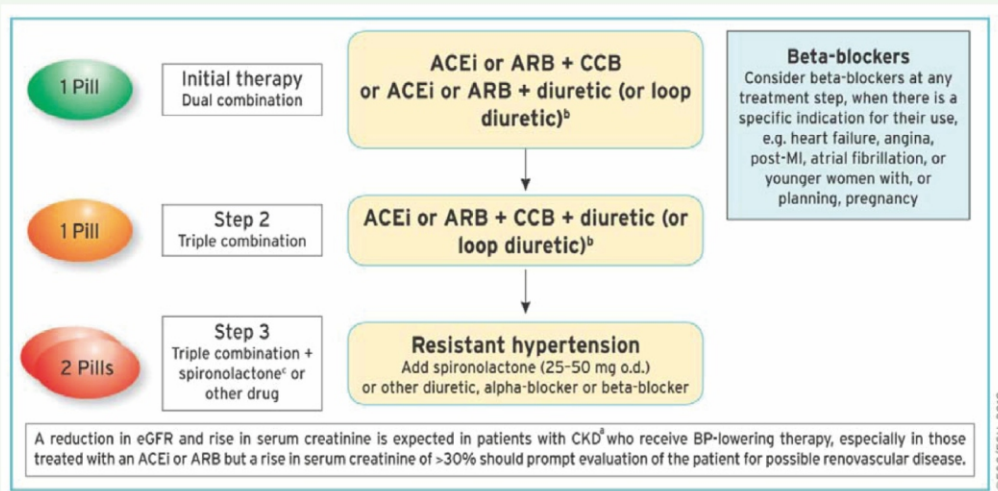 1 Pill
Initial therapy
Dual combination
ACEi or ARB + CCB
or ACEi or ARB + diuretic (or loop
diuretic)ᵇ
Beta-blockers
Consider beta-blockers at any
treatment step, when there is a
specific indication for their use,
e.g. heart failure, angina,
post-MI, atrial fibrillation, or
younger women with, or
planning, pregnancy
1 Pill
Step 2
Triple combination
ACEi or ARB + CCB + diuretic (or
loop diuretic)ᵇ
2 Pills
Step 3
Triple combination +
spironolactoneᶜ or
other drug
Resistant hypertension
Add spironolactone (25-50 mg o.d.)
or other diuretic, alpha-blocker or beta-blocker
A reduction in eGFR and rise in serum creatinine is expected in patients with CKDᵃ who receive BP-lowering therapy, especially in those
treated with an ACEi or ARB but a rise in serum creatinine of >30% should prompt evaluation of the patient for possible renovascular disease.